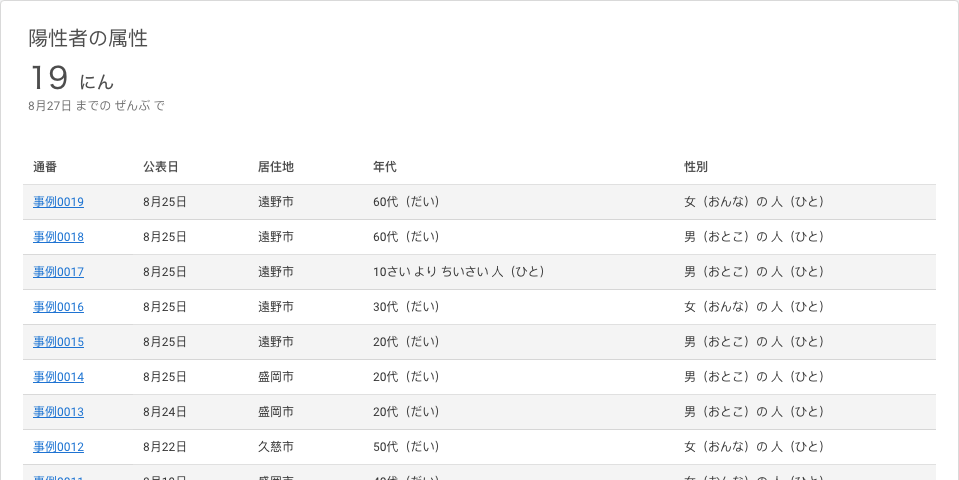 陽性者の属性
19 にん
8月27日 までの ぜんぶ で
通番 公表日 居住地 年代 性別
事例0019 8月25日 遠野市 60代（だい） 女（おんな）の 人（ひと）
事例0018 8月25日 遠野市 60代（だい） 男（おとこ）の 人（ひと）
事例0017 8月25日 遠野市 10さい より ちいさい 人（ひと） 男（おとこ）の 人（ひと）
事例0016 8月25日 遠野市 30代（だい） 女（おんな）の 人（ひと）
事例0015 8月25日 遠野市 20代（だい） 男（おとこ）の 人（ひと）
事例0014 8月25日 盛岡市 20代（だい） 男（おとこ）の 人（ひと）
事例0013 8月24日 盛岡市 20代（だい） 男（おとこ）の 人（ひと）
事例0012 8月22日 久慈市 50代（だい） 女（おんな）の 人（ひと）